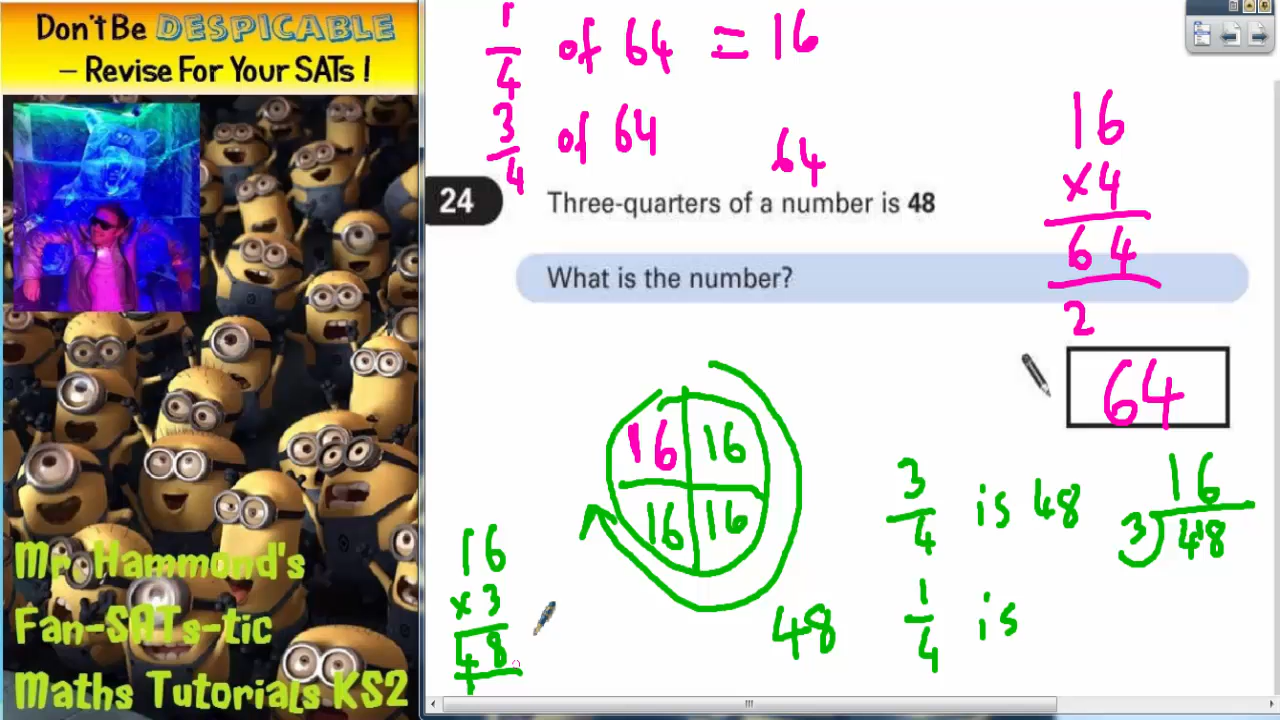 Don't Be DESPICABLE
– Revise For Your SATs !
1/4 of 64 = 16
3/4 of 64
64
16
×4
64
2
24
Three-quarters of a number is 48
What is the number?
64
16 16
16 16
48
3/4 is 48
1/4 is
16
3 48
16
×3
48
1
Mr Hammond's
Fan-SATs-tic
Maths Tutorials KS2